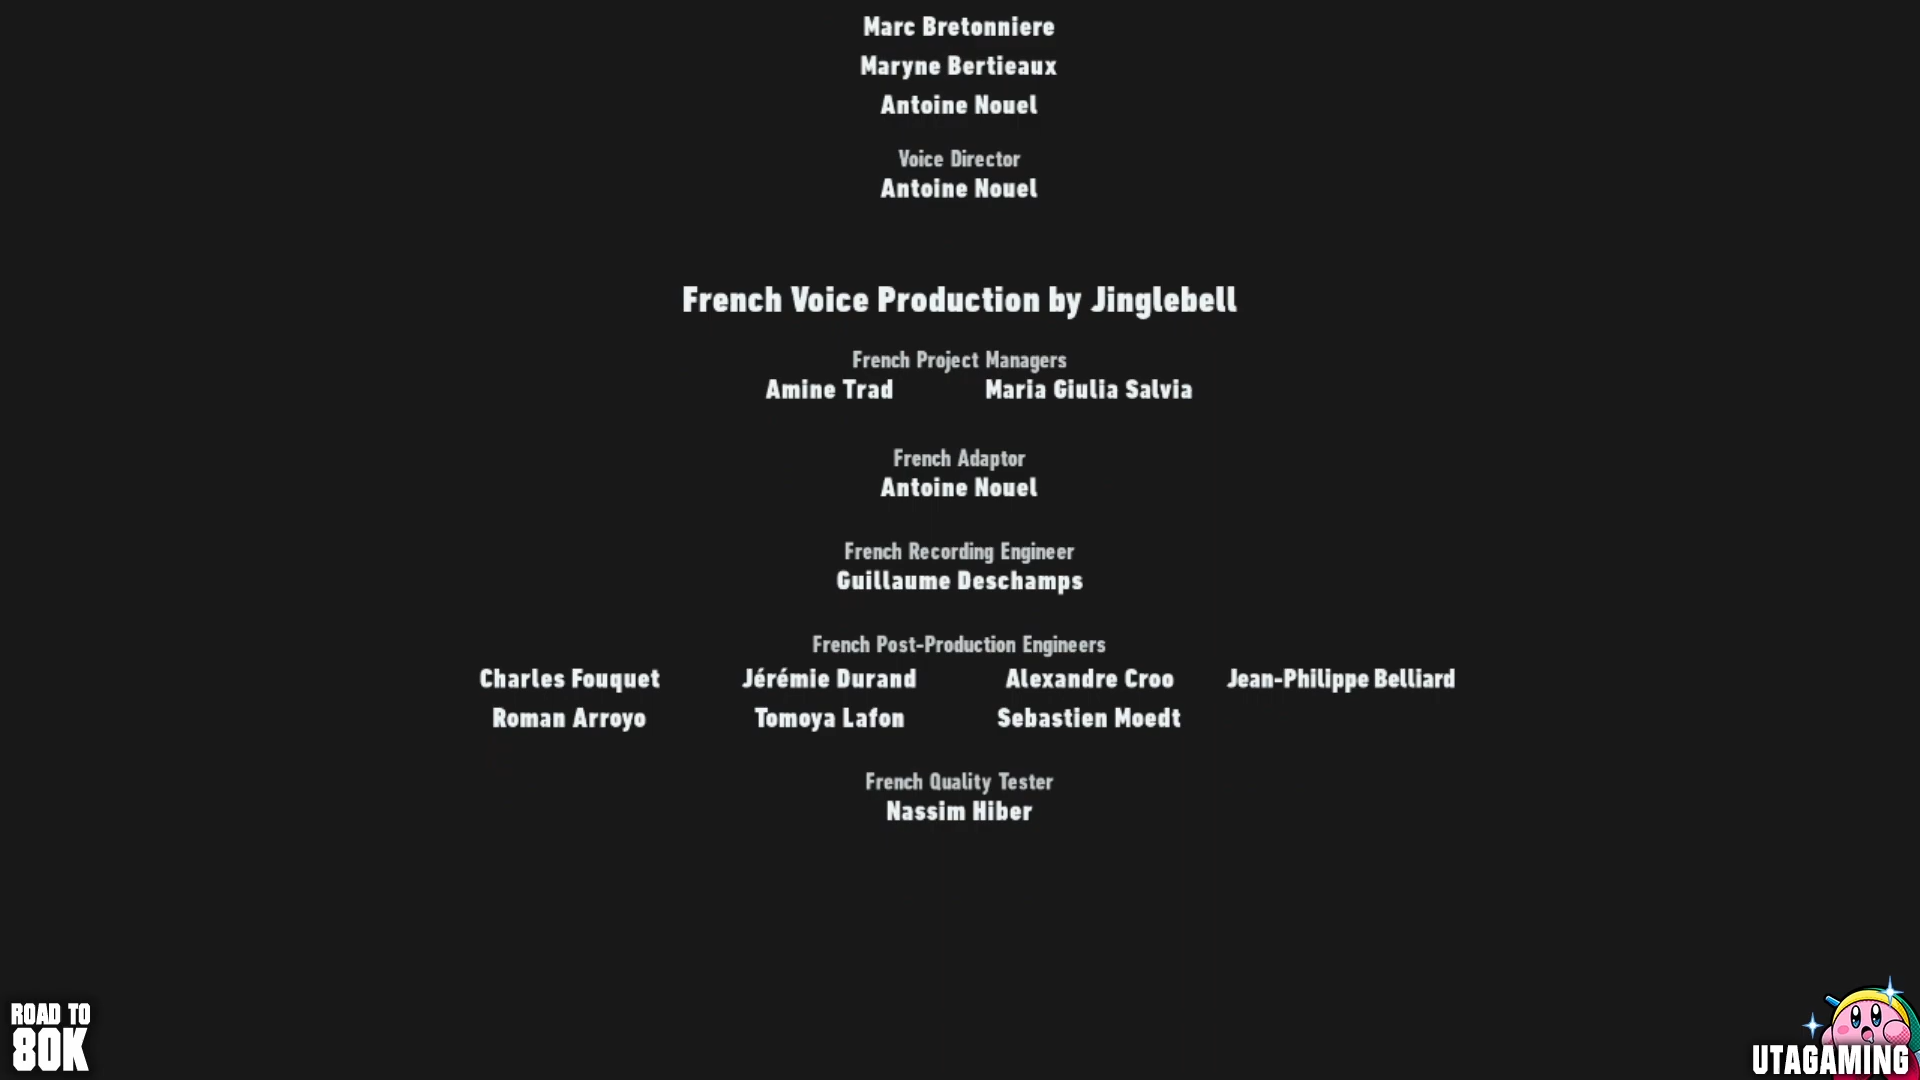 Marc Bretonniere
Maryne Bertieaux
Antoine Nouel
Voice Director
Antoine Nouel
French Voice Production by Jinglebell
French Project Managers
Amine Trad Maria Giulia Salvia
French Adaptor
Antoine Nouel
French Recording Engineer
Guillaume Deschamps
French Post-Production Engineers
Charles Fouquet Jérémie Durand Alexandre Croo Jean-Philippe Belliard
Roman Arroyo Tomoya Lafon Sebastien Moedt
French Quality Tester
Nassim Hiber
ROAD TO
80K
UTAGAMING